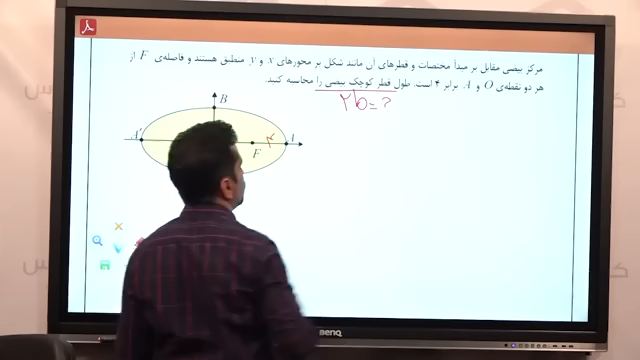 مرکز بیضی مقابل بر مبدأ مختصات و قطرهای آن مانند شکل بر محورهای x و y منطبق هستند و فاصله‌ی F از
هر دو نقطه‌ی O و A، برابر ۴ است. طول قطر کوچک بیضی را محاسبه کنید.
۲b = ?
B
A' F ۴ A
BenQ